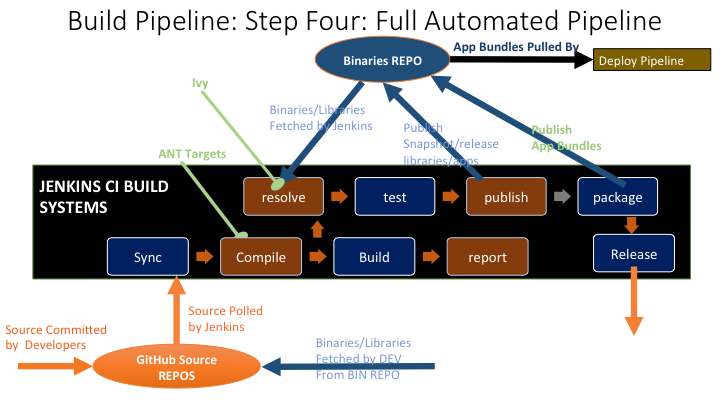 Build Pipeline: Step Four: Full Automated Pipeline
App Bundles Pulled By
Binaries REPO
Deploy Pipeline
Ivy
Binaries/Libraries
Fetched by Jenkins
Publish
Snapshot/release
libraries/apps
Publish
App Bundles
ANT Targets
JENKINS CI BUILD
SYSTEMS
resolve
test
publish
package
Sync
Compile
Build
report
Release
Source Polled
by Jenkins
Source Committed
by Developers
GitHub Source
REPOS
Binaries/Libraries
Fetched by DEV
From BIN REPO